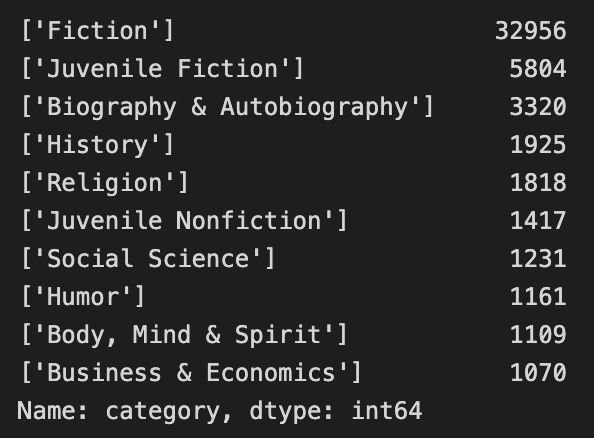 ['Fiction'] 32956
['Juvenile Fiction'] 5804
['Biography & Autobiography'] 3320
['History'] 1925
['Religion'] 1818
['Juvenile Nonfiction'] 1417
['Social Science'] 1231
['Humor'] 1161
['Body, Mind & Spirit'] 1109
['Business & Economics'] 1070
Name: category, dtype: int64